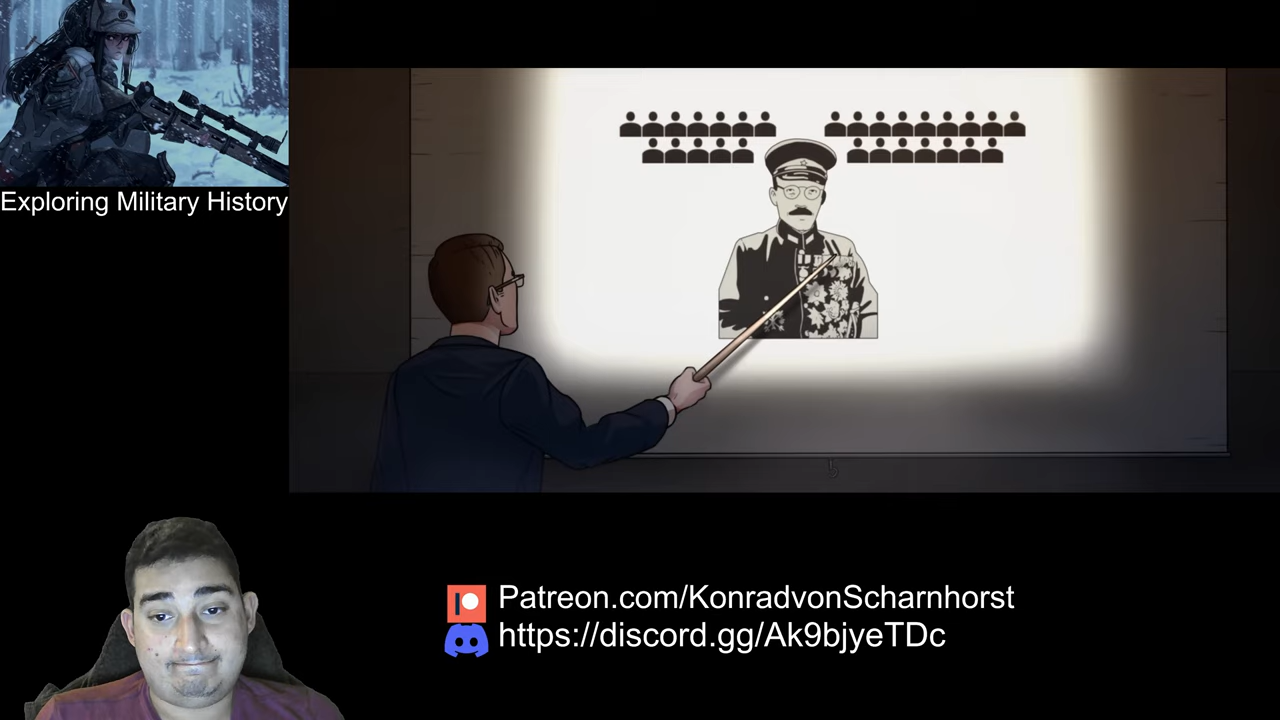 Exploring Military History
Patreon.com/KonradvonScharnhorst
https://discord.gg/Ak9bjyeTDc